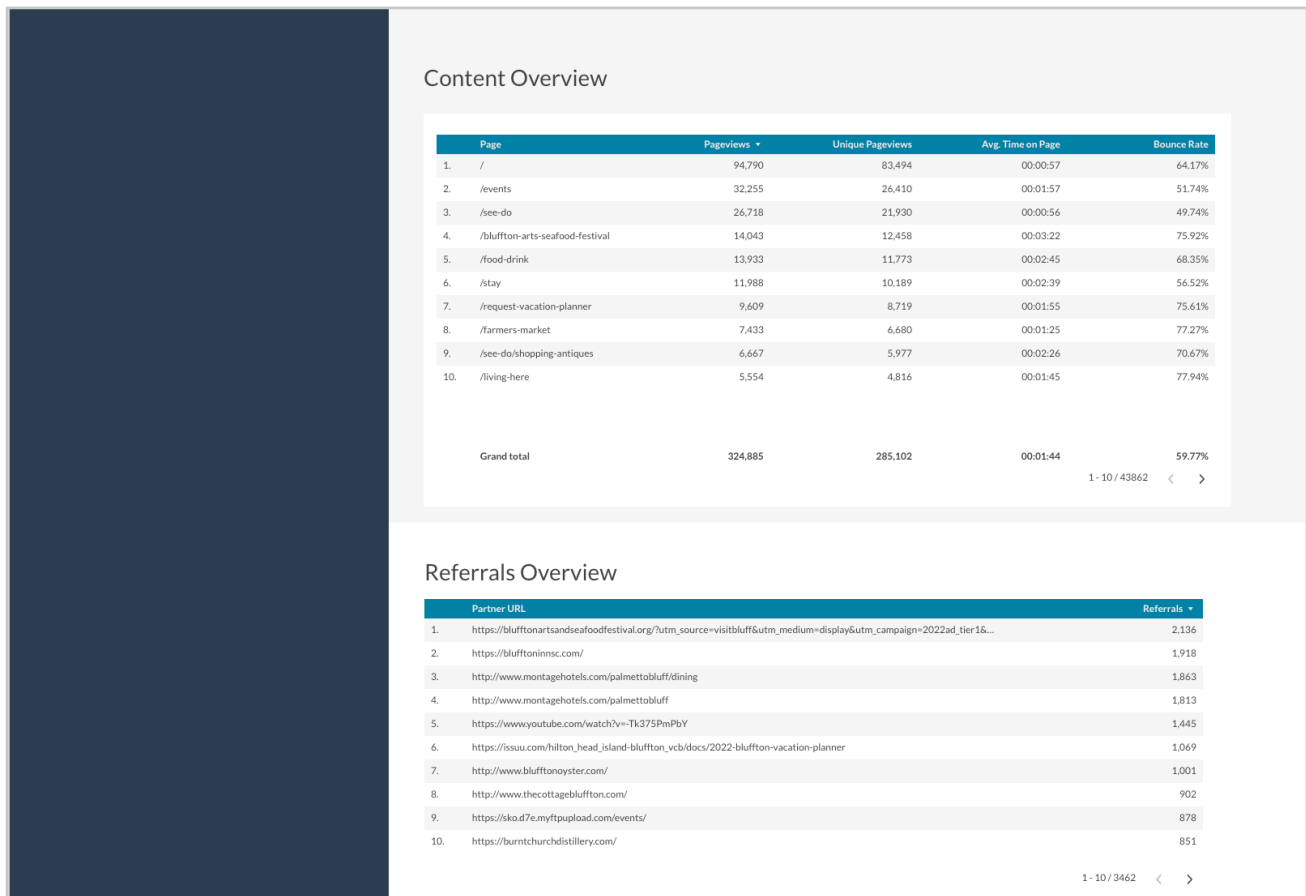 Content Overview
Page Pageviews Unique Pageviews Avg. Time on Page Bounce Rate
1. / 94,790 83,494 00:00:57 64.17%
2. /events 32,255 26,410 00:01:57 51.74%
3. /see-do 26,718 21,930 00:00:56 49.74%
4. /bluffton-arts-seafood-festival 14,043 12,458 00:03:22 75.92%
5. /food-drink 13,933 11,773 00:02:45 68.35%
6. /stay 11,988 10,189 00:02:39 56.52%
7. /request-vacation-planner 9,609 8,719 00:01:55 75.61%
8. /farmers-market 7,433 6,680 00:01:25 77.27%
9. /see-do/shopping-antiques 6,667 5,977 00:02:26 70.67%
10. /living-here 5,554 4,816 00:01:45 77.94%
Grand total 324,885 285,102 00:01:44 59.77%
1 - 10 / 43862
Referrals Overview
Partner URL Referrals
1. https://blufftonartsandseafoodfestival.org/?utm_source=visitbluff&utm_medium=display&utm_campaign=2022ad_tier1&... 2,136
2. https://blufftoninnsc.com/ 1,918
3. http://www.montagehotels.com/palmettobluff/dining 1,863
4. http://www.montagehotels.com/palmettobluff 1,813
5. https://www.youtube.com/watch?v=-Tk375PmPbY 1,445
6. https://issuu.com/hilton_head_island-bluffton_vcb/docs/2022-bluffton-vacation-planner 1,069
7. http://www.blufftonoyster.com/ 1,001
8. http://www.thecottagebluffton.com/ 902
9. https://sko.d7e.myftpupload.com/events/ 878
10. https://burntchurchdistillery.com/ 851
1 - 10 / 3462